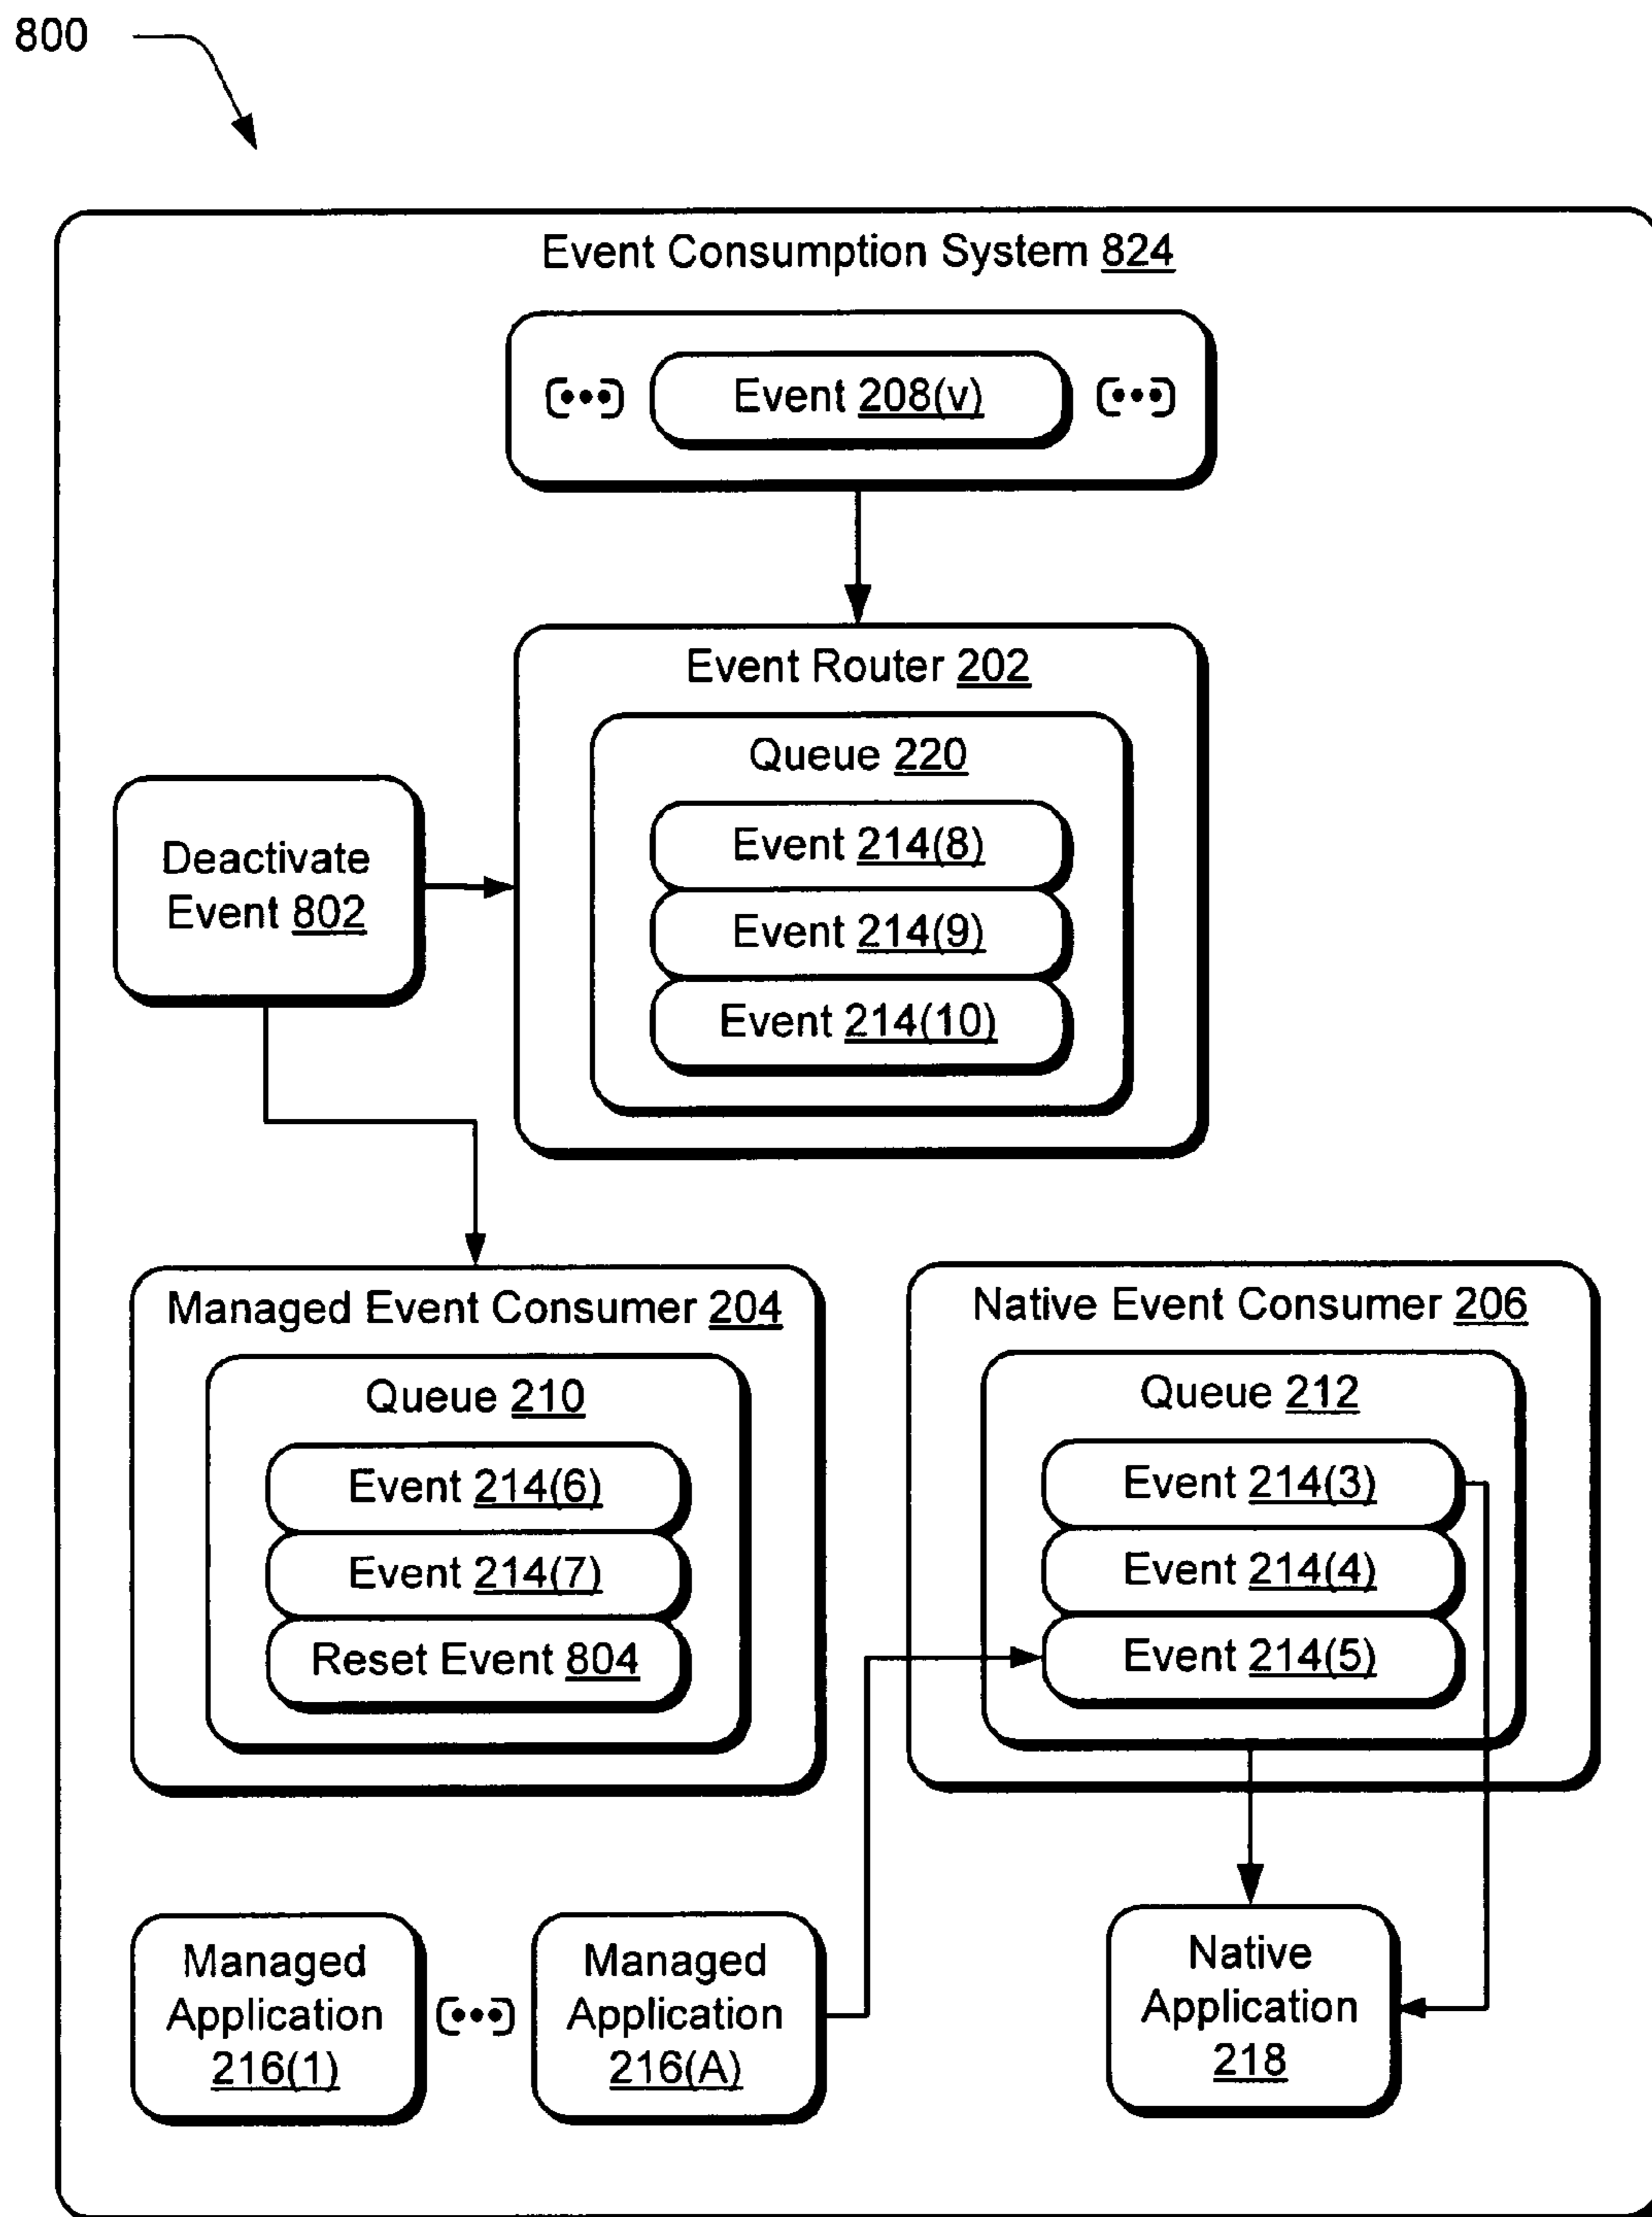 800
Event Consumption System 824
Event 208(v)
Event Router 202
Queue 220
Event 214(8)
Event 214(9)
Event 214(10)
Deactivate
Event 802
Managed Event Consumer 204
Queue 210
Event 214(6)
Event 214(7)
Reset Event 804
Native Event Consumer 206
Queue 212
Event 214(3)
Event 214(4)
Event 214(5)
Managed
Application
216(1)
Managed
Application
216(A)
Native
Application
218